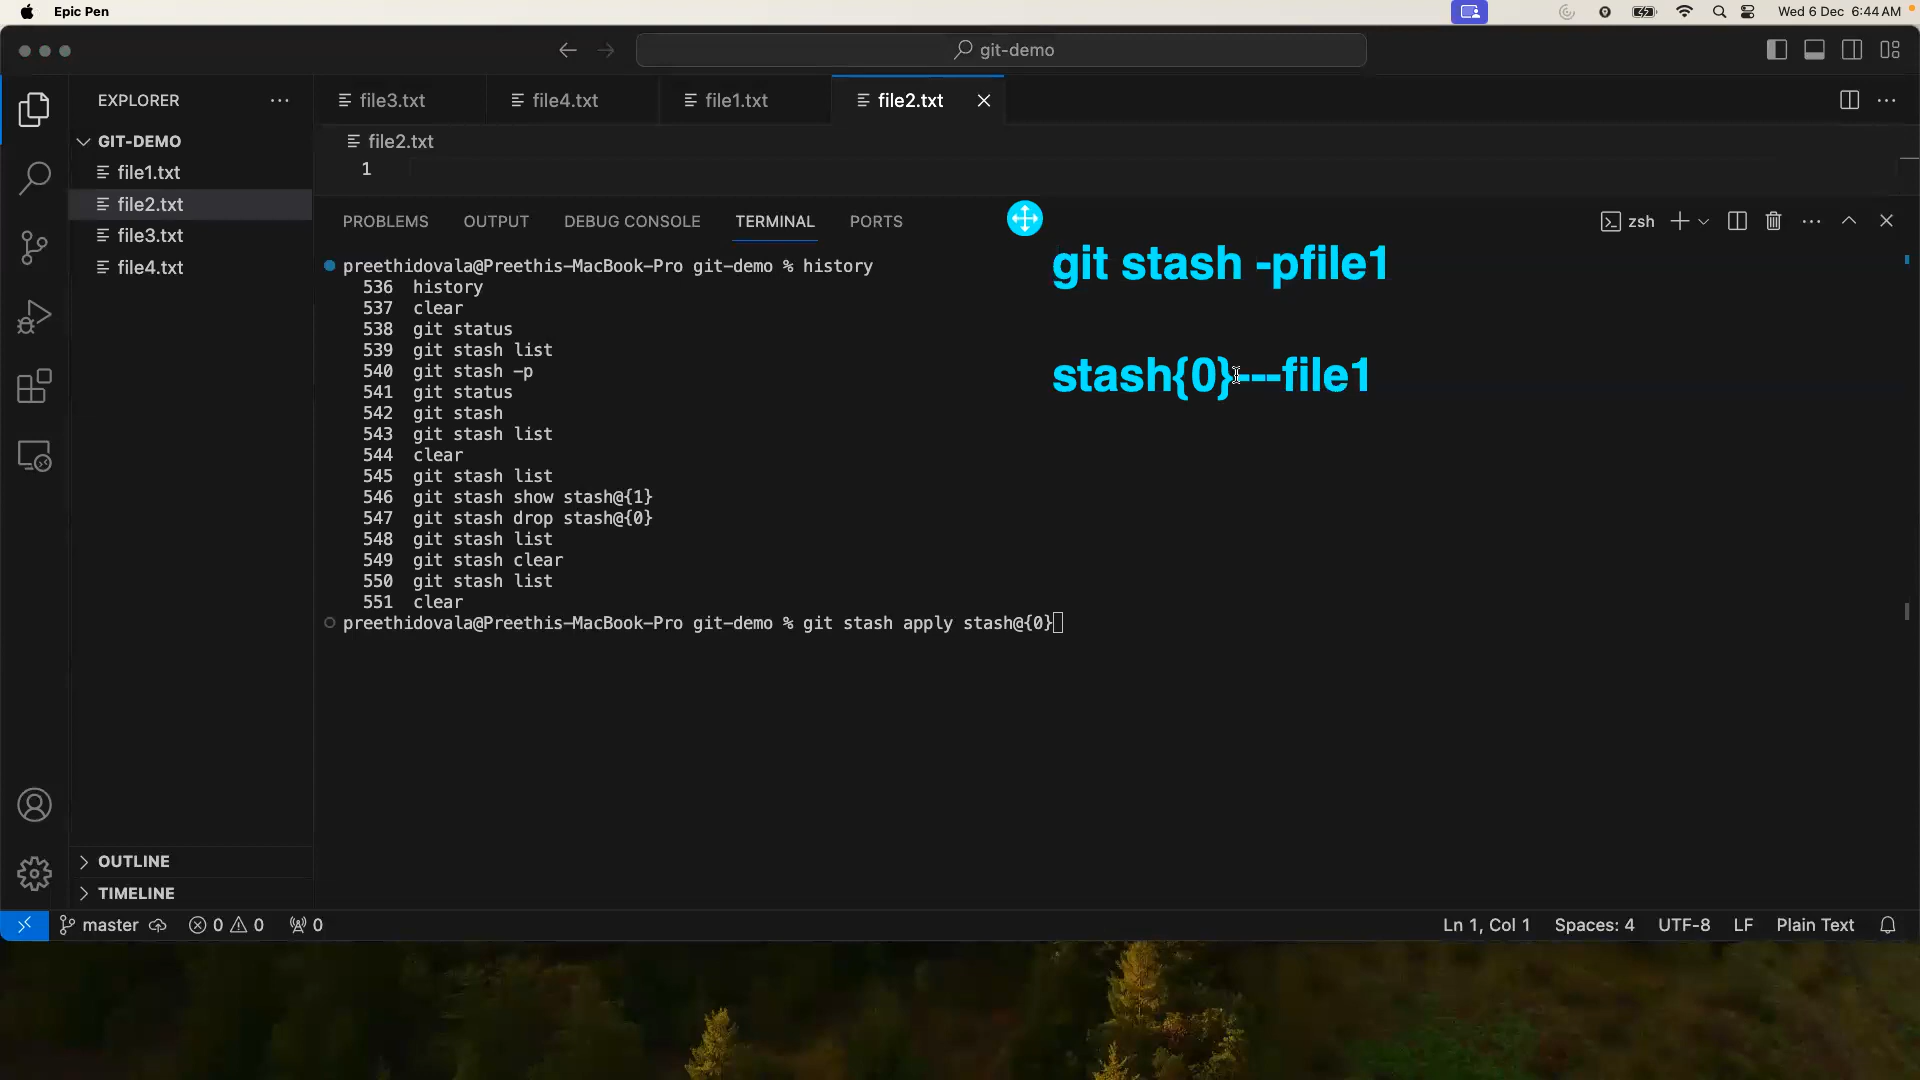 Epic Pen
Wed 6 Dec 6:44 AM
git-demo
EXPLORER
file3.txt
file4.txt
file1.txt
file2.txt
GIT-DEMO
file1.txt
file2.txt
file3.txt
file4.txt
file2.txt
1
PROBLEMS
OUTPUT
DEBUG CONSOLE
TERMINAL
PORTS
zsh
preethidovala@Preethis-MacBook-Pro git-demo % history
536 history
537 clear
538 git status
539 git stash list
540 git stash -p
541 git status
542 git stash
543 git stash list
544 clear
545 git stash list
546 git stash show stash@{1}
547 git stash drop stash@{0}
548 git stash list
549 git stash clear
550 git stash list
551 clear
preethidovala@Preethis-MacBook-Pro git-demo % git stash apply stash@{0}
git stash -pfile1
stash{0}---file1
OUTLINE
TIMELINE
master
0
0
0
Ln 1, Col 1
Spaces: 4
UTF-8
LF
Plain Text